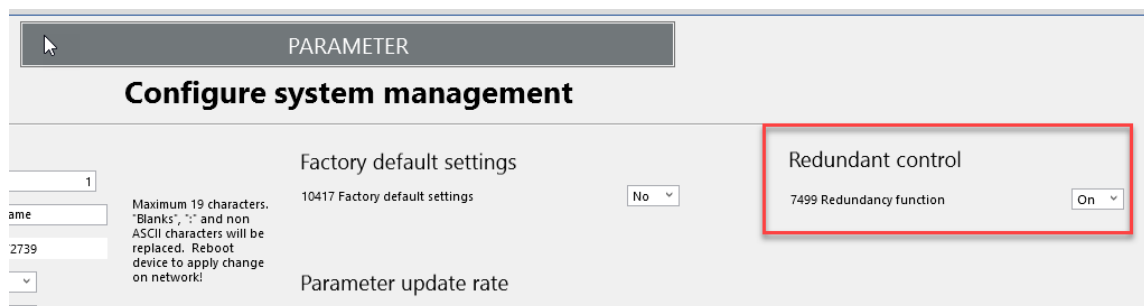 PARAMETER
Configure system management
1
ame
2739
Maximum 19 characters.
"Blanks", ":" and non
ASCII characters will be
replaced. Reboot
device to apply change
on network!
Factory default settings
10417 Factory default settings
No
Parameter update rate
Redundant control
7499 Redundancy function
On